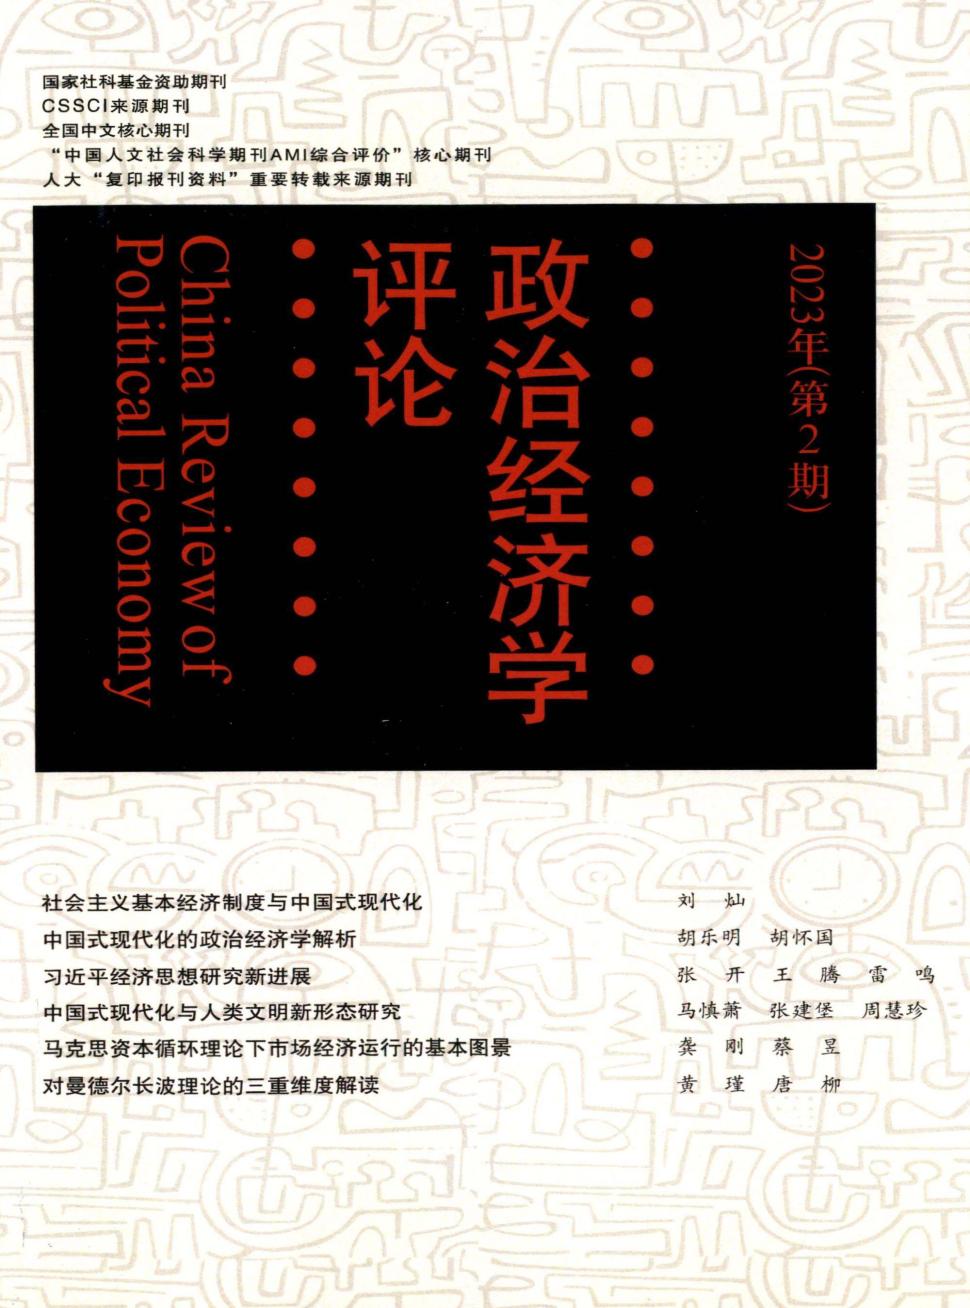 国家社科基金资助期刊
CSSCI来源期刊
全国中文核心期刊
“中国人文社会科学期刊AMI综合评价”核心期刊
人大“复印报刊资料”重要转载来源期刊
2023年(第2期)
政治经济学
评论
China Review of
Political Economy
社会主义基本经济制度与中国式现代化 刘 灿
中国式现代化的政治经济学解析 胡乐明 胡怀国
习近平经济思想研究新进展 张 开 王 腾 雷 鸣
中国式现代化与人类文明新形态研究 马慎萧 张建堡 周慧珍
马克思资本循环理论下市场经济运行的基本图景 龚 刚 蔡 昱
对曼德尔长波理论的三重维度解读 黄 瑾 唐 柳